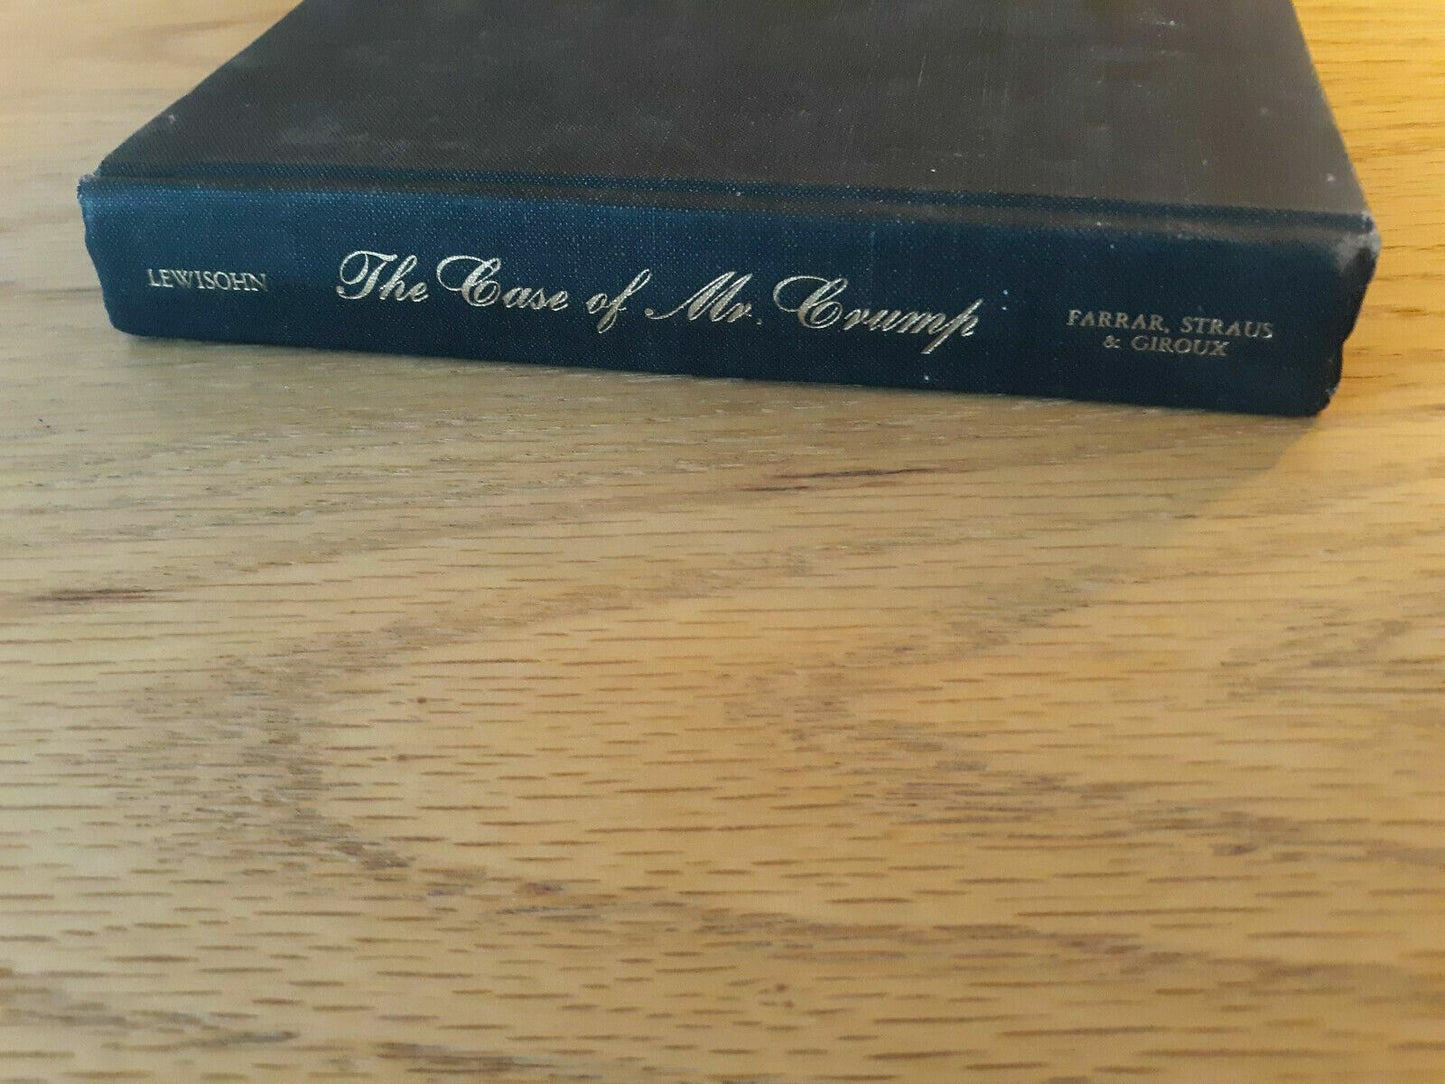 LEWISOHN
The Case of Mr. Crump
FARRAR, STRAUS
& GIROUX